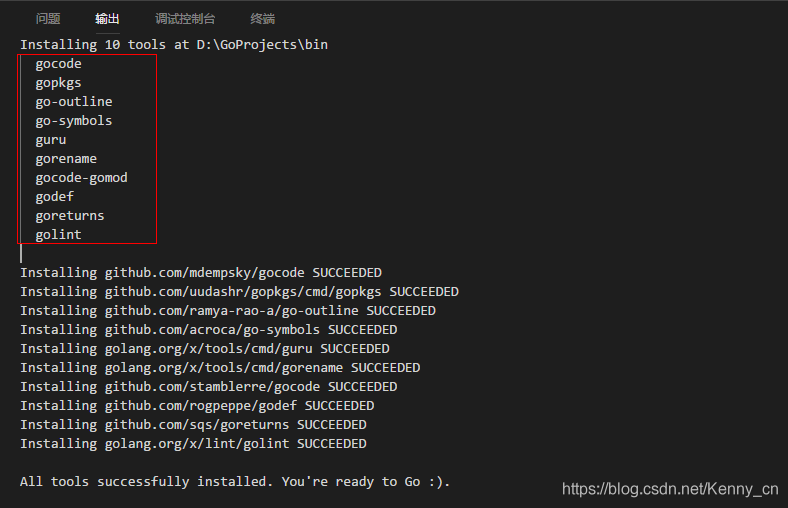 问题 输出 调试控制台 终端
Installing 10 tools at D:\GoProjects\bin
gocode
gopkgs
go-outline
go-symbols
guru
gorename
gocode-gomod
godef
goreturns
golint
Installing github.com/mdempsky/gocode SUCCEEDED
Installing github.com/uudashr/gopkgs/cmd/gopkgs SUCCEEDED
Installing github.com/ramya-rao-a/go-outline SUCCEEDED
Installing github.com/acroca/go-symbols SUCCEEDED
Installing golang.org/x/tools/cmd/guru SUCCEEDED
Installing golang.org/x/tools/cmd/gorename SUCCEEDED
Installing github.com/stamblerre/gocode SUCCEEDED
Installing github.com/rogpeppe/godef SUCCEEDED
Installing github.com/sqs/goreturns SUCCEEDED
Installing golang.org/x/lint/golint SUCCEEDED
All tools successfully installed. You're ready to Go :).
https://blog.csdn.net/Kenny_cn